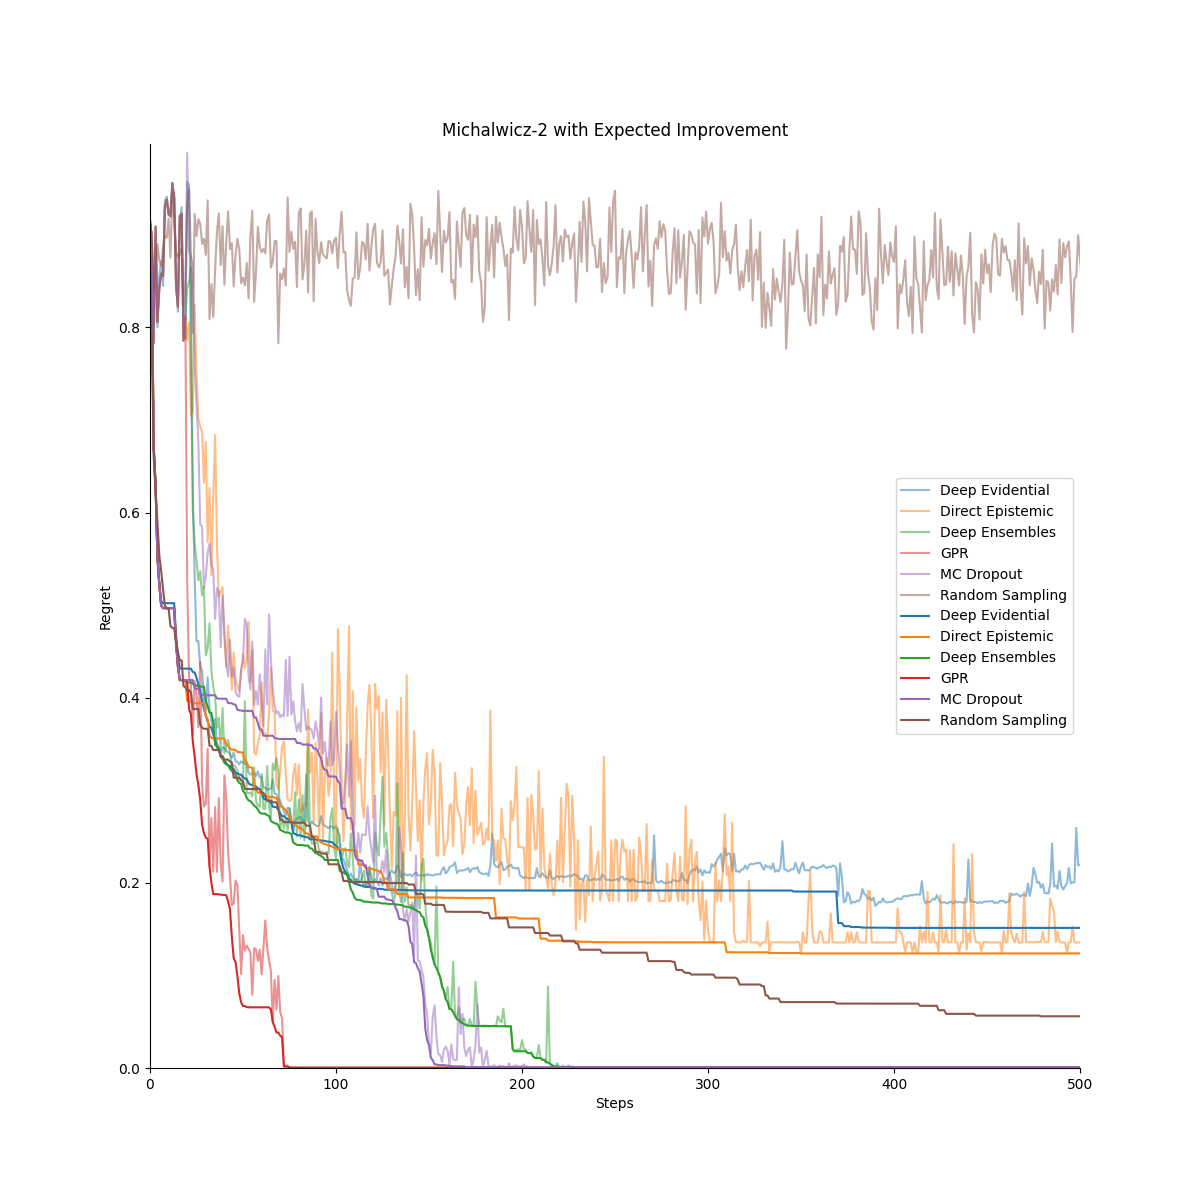 Michalwicz-2 with Expected Improvement
Regret
0.8
0.6
0.4
0.2
0.0
Deep Evidential
Direct Epistemic
Deep Ensembles
GPR
MC Dropout
Random Sampling
Deep Evidential
Direct Epistemic
Deep Ensembles
GPR
MC Dropout
Random Sampling
0 100 200 300 400 500
Steps